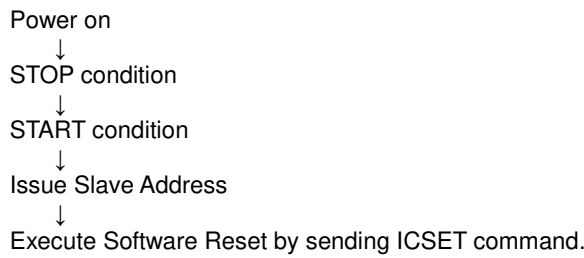 Power on
↓
STOP condition
↓
START condition
↓
Issue Slave Address
↓
Execute Software Reset by sending ICSET command.